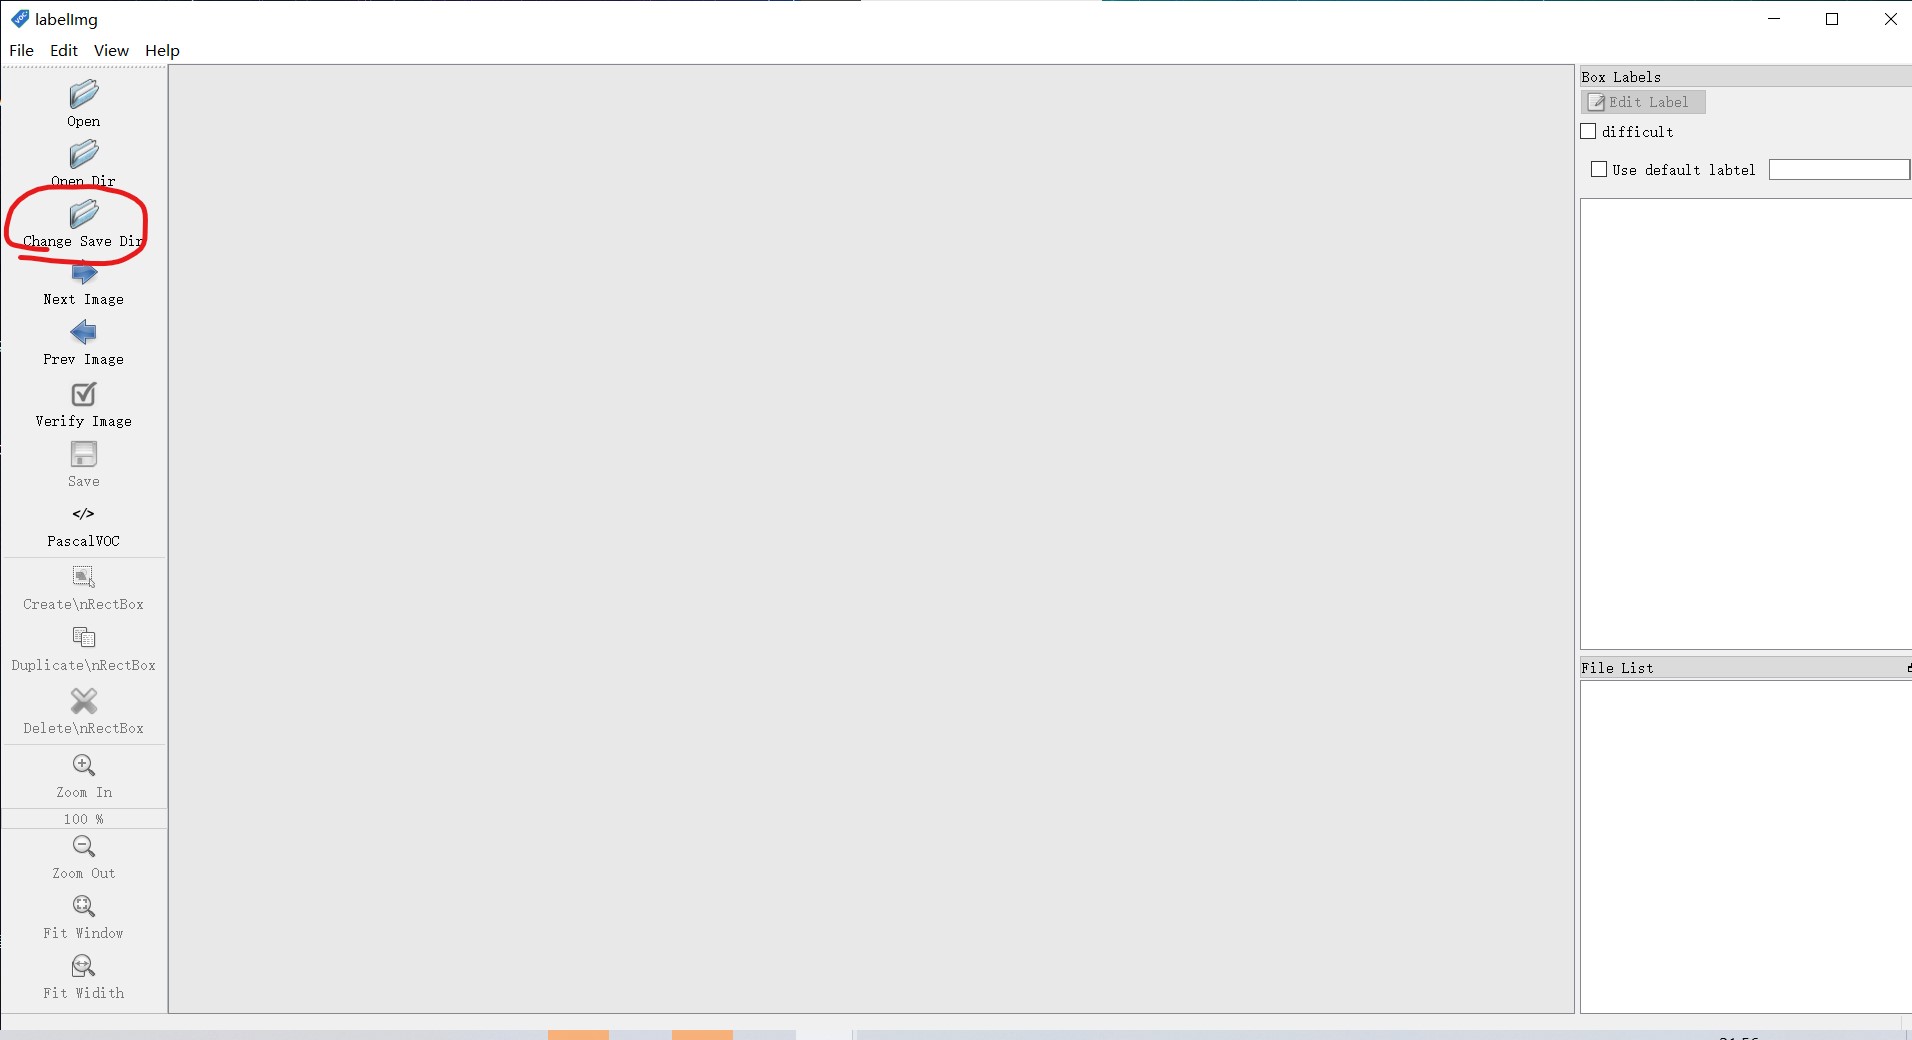 labelImg
File Edit View Help
Open
Open Dir
Change Save Dir
Next Image
Prev Image
Verify Image
Save
</>
PascalVOC
Create\nRectBox
Duplicate\nRectBox
Delete\nRectBox
Zoom In
100 %
Zoom Out
Fit Window
Fit Widith
Box Labels
Edit Label
difficult
Use default labtel
File List